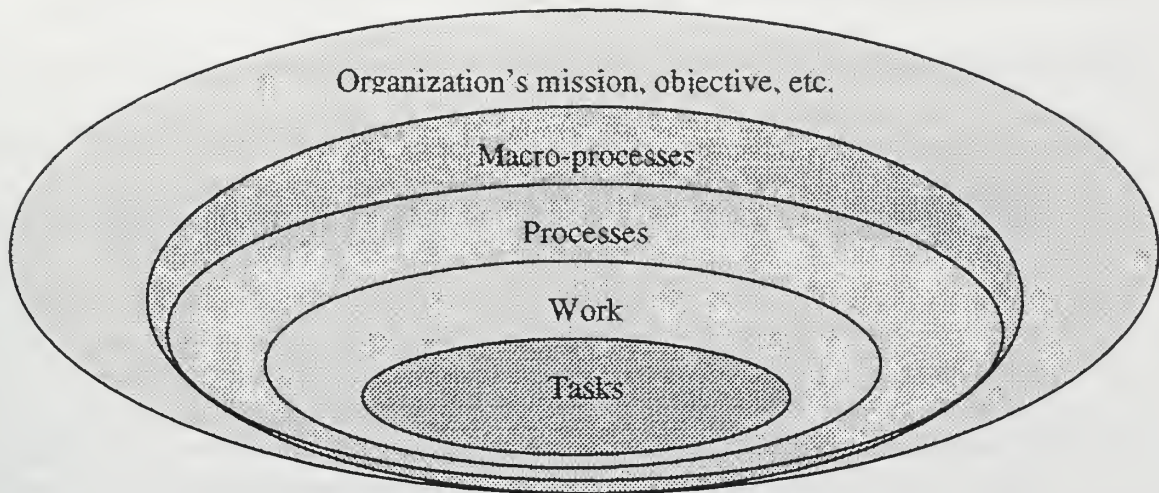 Organization's mission, objective, etc.
Macro-processes
Processes
Work
Tasks